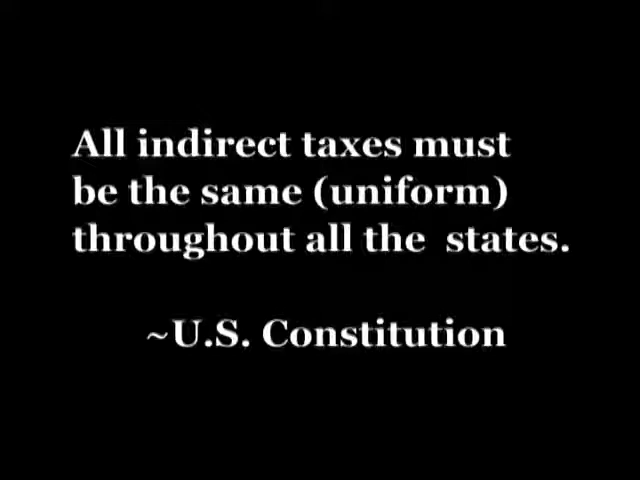 All indirect taxes must
be the same (uniform)
throughout all the states.
~U.S. Constitution